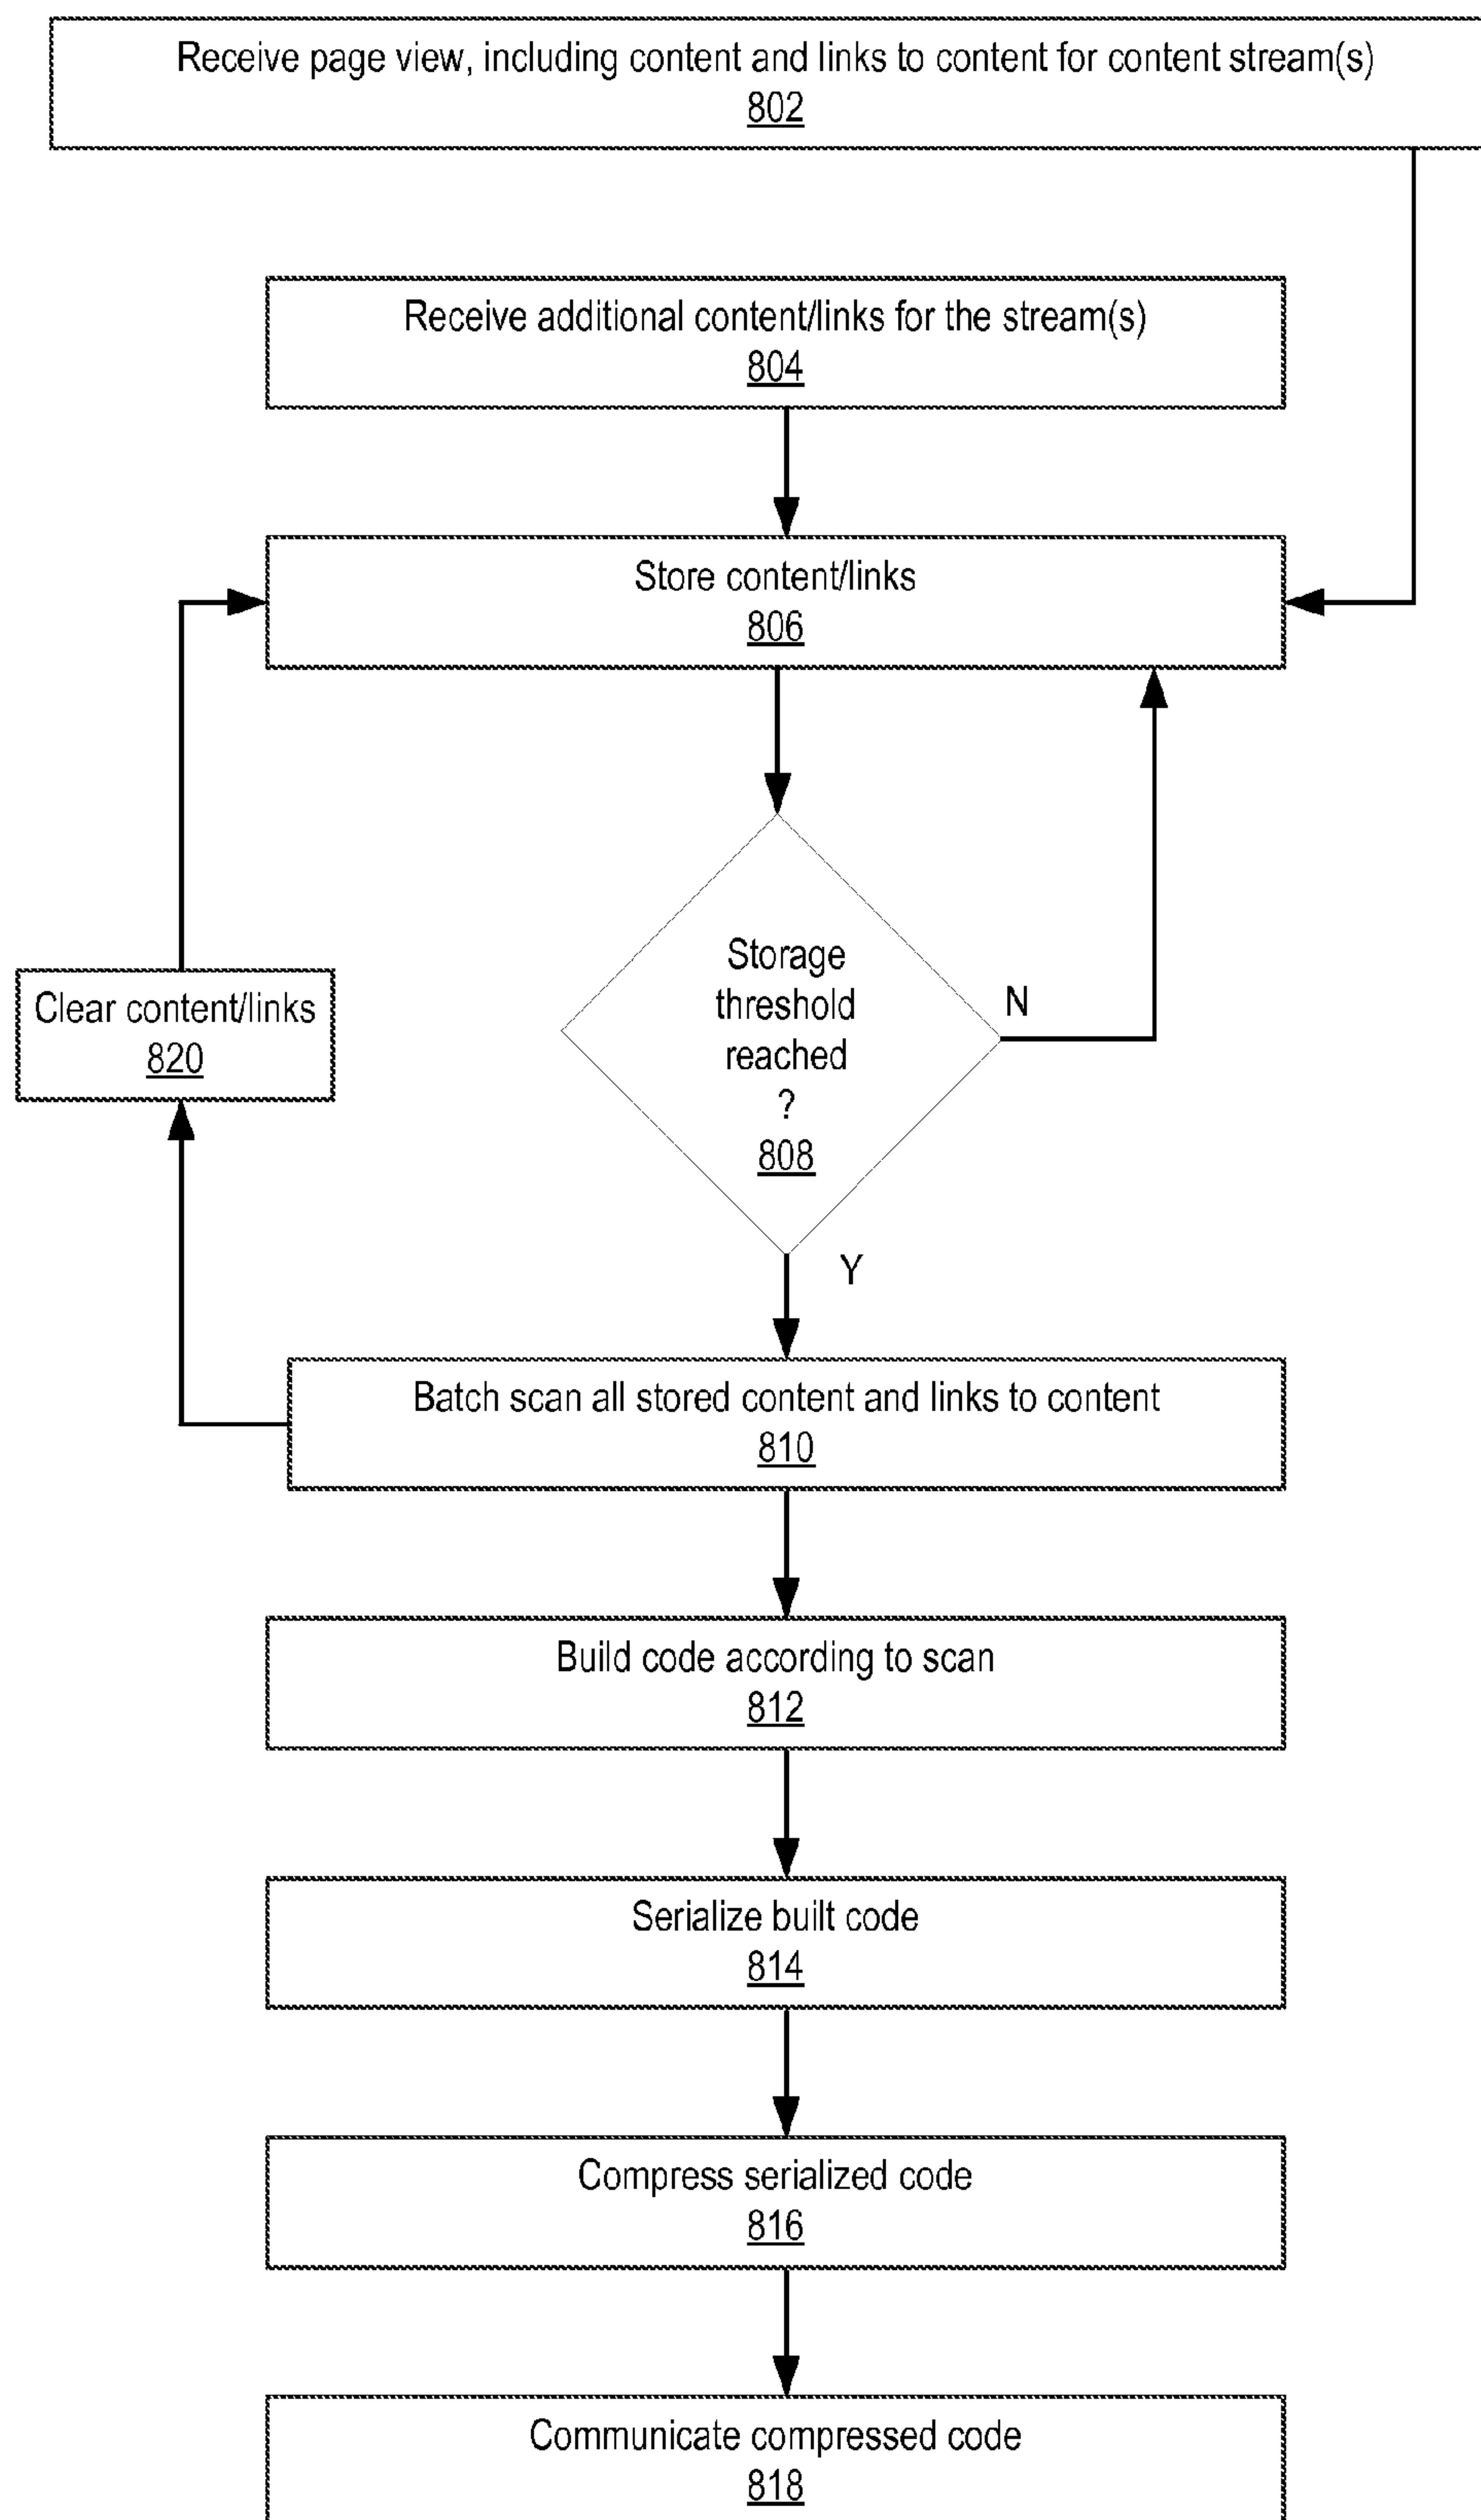 Receive page view, including content and links to content for content stream(s)
802
Receive additional content/links for the stream(s)
804
Store content/links
806
Storage
threshold
reached
?
808
N
Clear content/links
820
Y
Batch scan all stored content and links to content
810
Build code according to scan
812
Serialize built code
814
Compress serialized code
816
Communicate compressed code
818